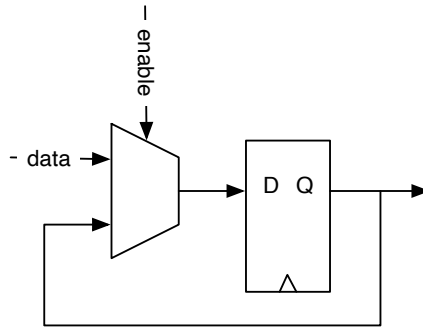 – enable
- data
D Q